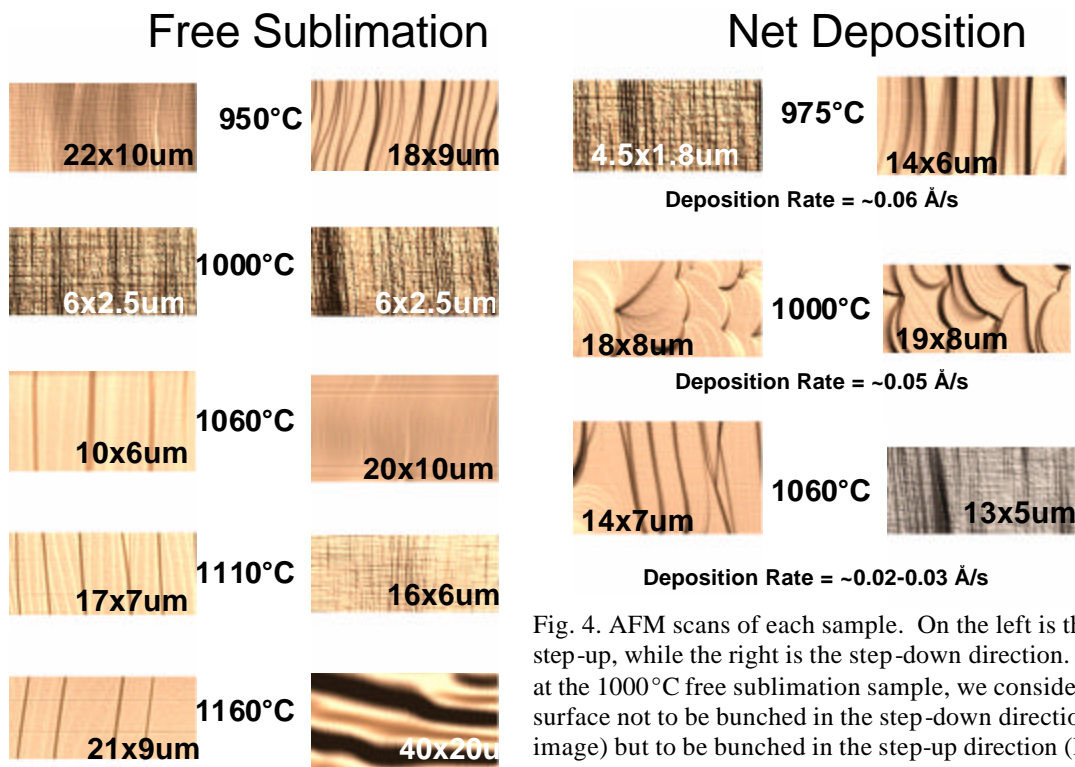 Free Sublimation
22x10um
950°C
18x9um
6x2.5um
1000°C
6x2.5um
10x6um
1060°C
20x10um
17x7um
1110°C
16x6um
21x9um
1160°C
40x20u
Net Deposition
4.5x1.8um
975°C
14x6um
Deposition Rate = ~0.06 Å/s
18x8um
1000°C
19x8um
Deposition Rate = ~0.05 Å/s
14x7um
1060°C
13x5um
Deposition Rate = ~0.02-0.03 Å/s
Fig. 4. AFM scans of each sample. On the left is th
step-up, while the right is the step-down direction.
at the 1000°C free sublimation sample, we conside
surface not to be bunched in the step-down directio
image) but to be bunched in the step-up direction (